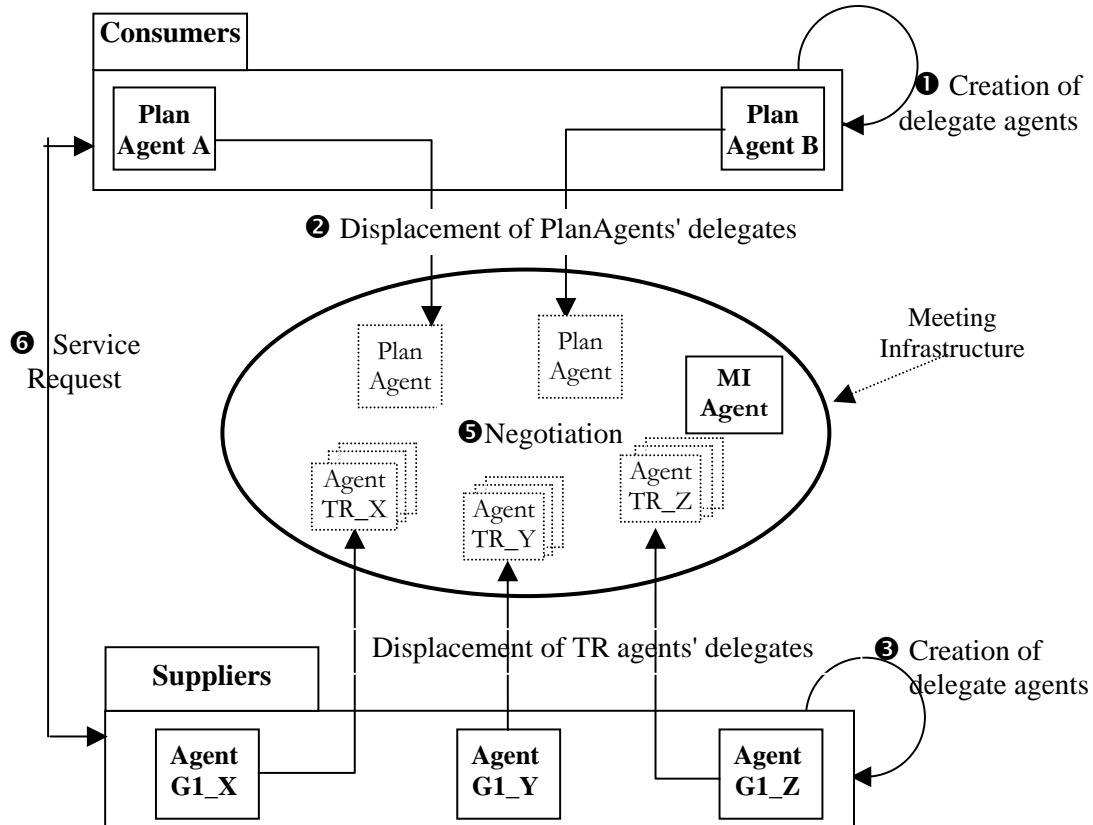 Consumers
❶ Creation of
delegate agents
Plan
Agent A
Plan
Agent B
❷ Displacement of PlanAgents' delegates
❻ Service
Request
Meeting
Infrastructure
Plan
Agent
Plan
Agent
MI
Agent
❺Negotiation
Agent
TR_X
Agent
TR_Y
Agent
TR_Z
Displacement of TR agents' delegates
❸ Creation of
delegate agents
Suppliers
Agent
G1_X
Agent
G1_Y
Agent
G1_Z